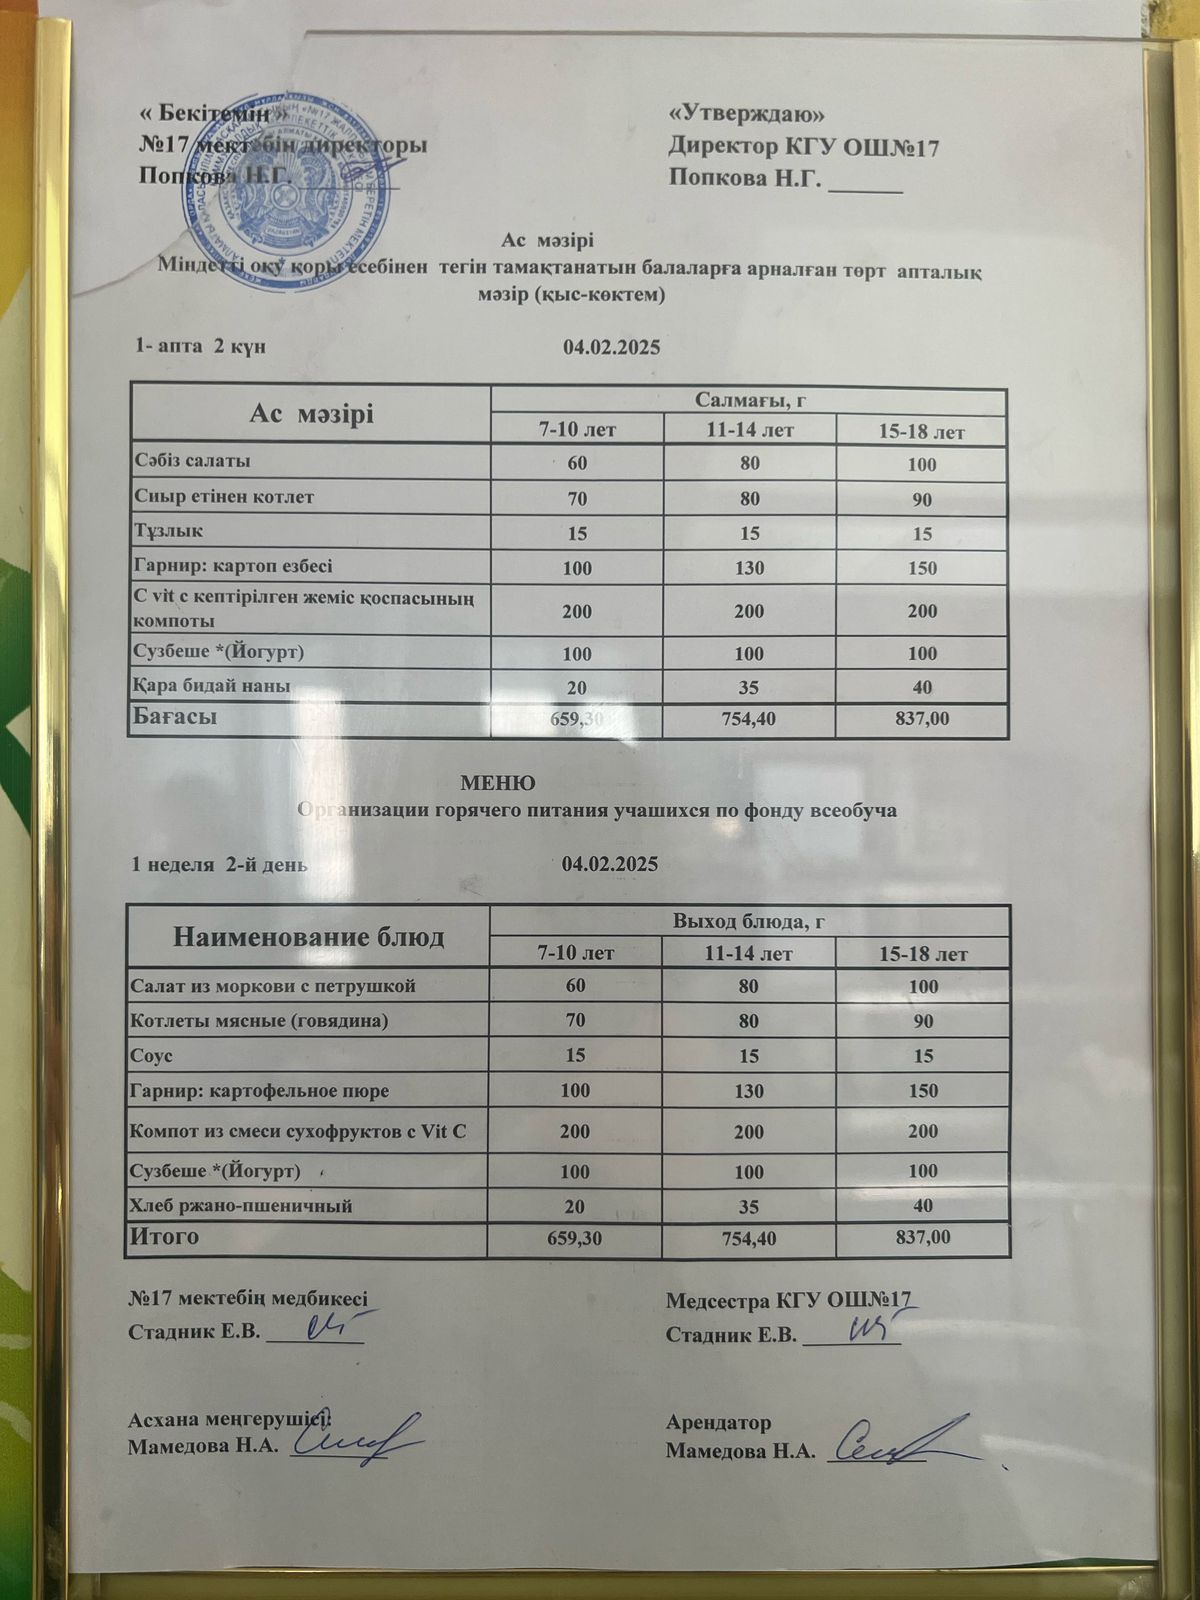 « Бекітемін »
№17 мектебін директоры
Попкова Н.Г. _______
«Утверждаю»
Директор КГУ ОШ№17
Попкова Н.Г. ______
Ас мәзірі
Міндетті оқу қоры есебінен тегін тамақтанатын балаларға арналған төрт апталық
мәзір (қыс-көктем)
1- апта 2 күн 04.02.2025
Ас мәзірі Салмағы, г
7-10 лет 11-14 лет 15-18 лет
Сәбіз салаты 60 80 100
Сиыр етінен котлет 70 80 90
Тұзлык 15 15 15
Гарнир: картоп езбесі 100 130 150
С vit с кептірілген жеміс қоспасының
компоты 200 200 200
Сузбеше *(Йогурт) 100 100 100
Қара бидай наны 20 35 40
Бағасы 659,30 754,40 837,00
МЕНЮ
Организации горячего питания учашихся по фонду всеобуча
1 неделя 2-й день 04.02.2025
Наименование блюд Выход блюда, г
7-10 лет 11-14 лет 15-18 лет
Салат из моркови с петрушкой 60 80 100
Котлеты мясные (говядина) 70 80 90
Соус 15 15 15
Гарнир: картофельное пюре 100 130 150
Компот из смеси сухофруктов с Vit C 200 200 200
Сузбеше *(Йогурт) 100 100 100
Хлеб ржано-пшеничный 20 35 40
Итого 659,30 754,40 837,00
№17 мектебің медбикесі
Стадник Е.В. ________
Медсестра КГУ ОШ№17
Стадник Е.В. ________
Асхана меңгерушісі:
Мамедова Н.А. ________
Арендатор
Мамедова Н.А. ________